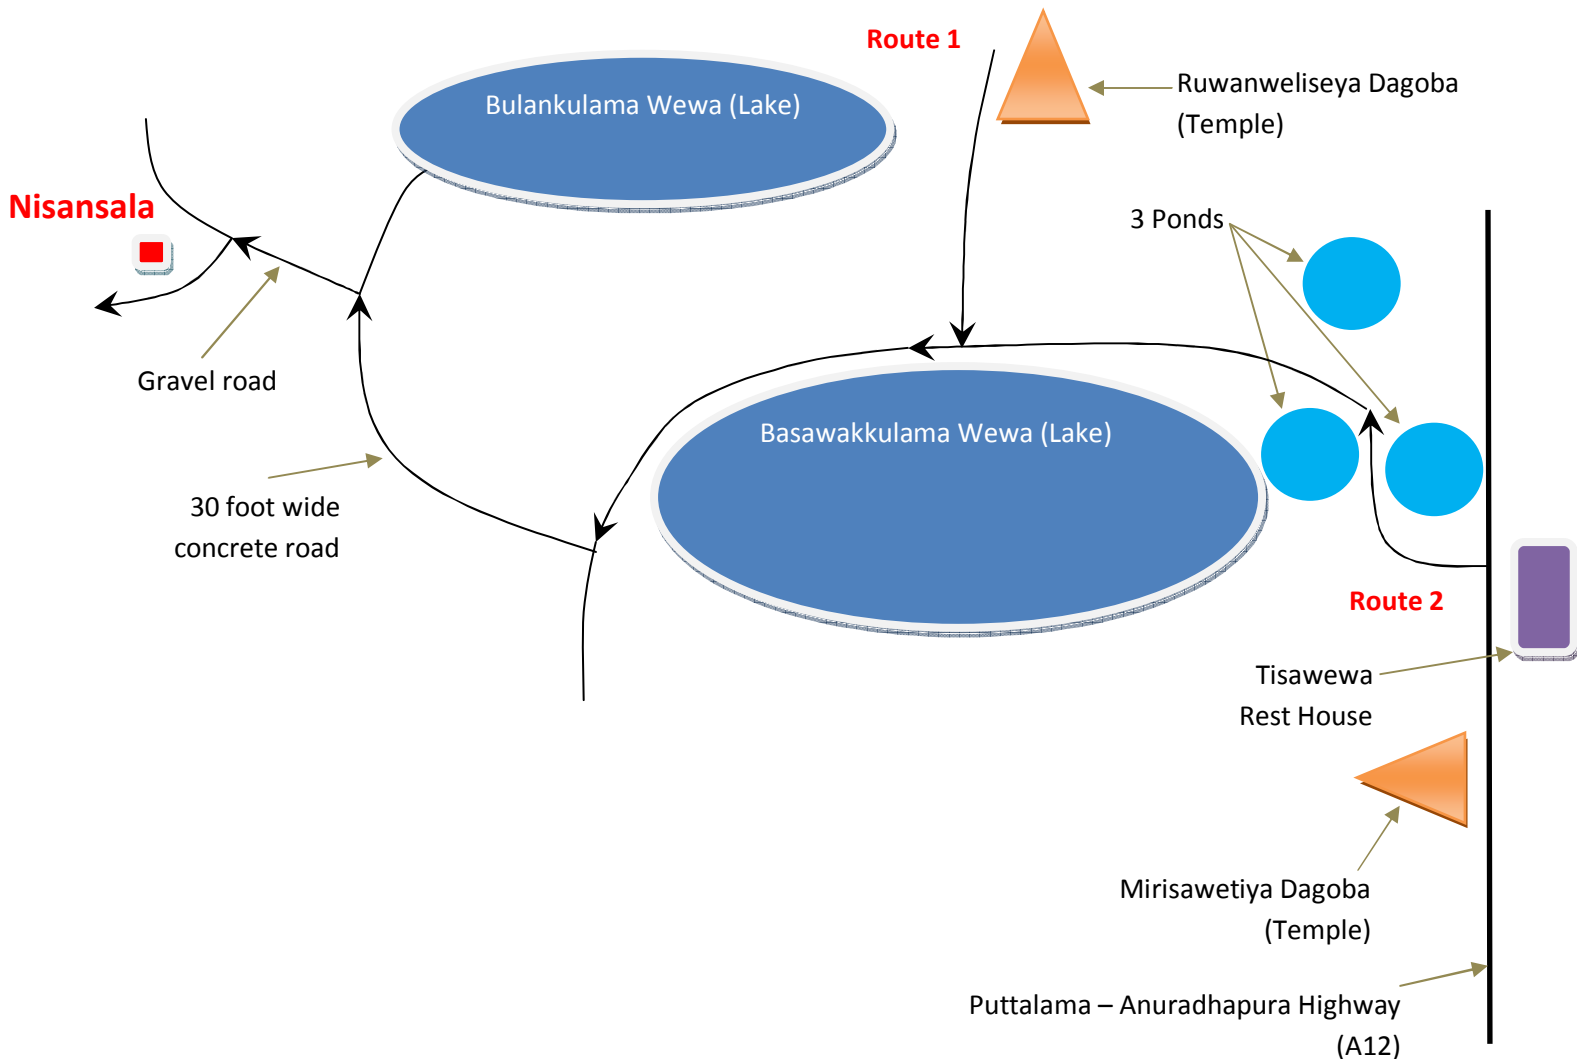 Route 1
Bulankulama Wewa (Lake)
Ruwanweliseya Dagoba
(Temple)
Nisansala
3 Ponds
Gravel road
Basawakkulama Wewa (Lake)
30 foot wide
concrete road
Route 2
Tisawewa
Rest House
Mirisawetiya Dagoba
(Temple)
Puttalama – Anuradhapura Highway
(A12)